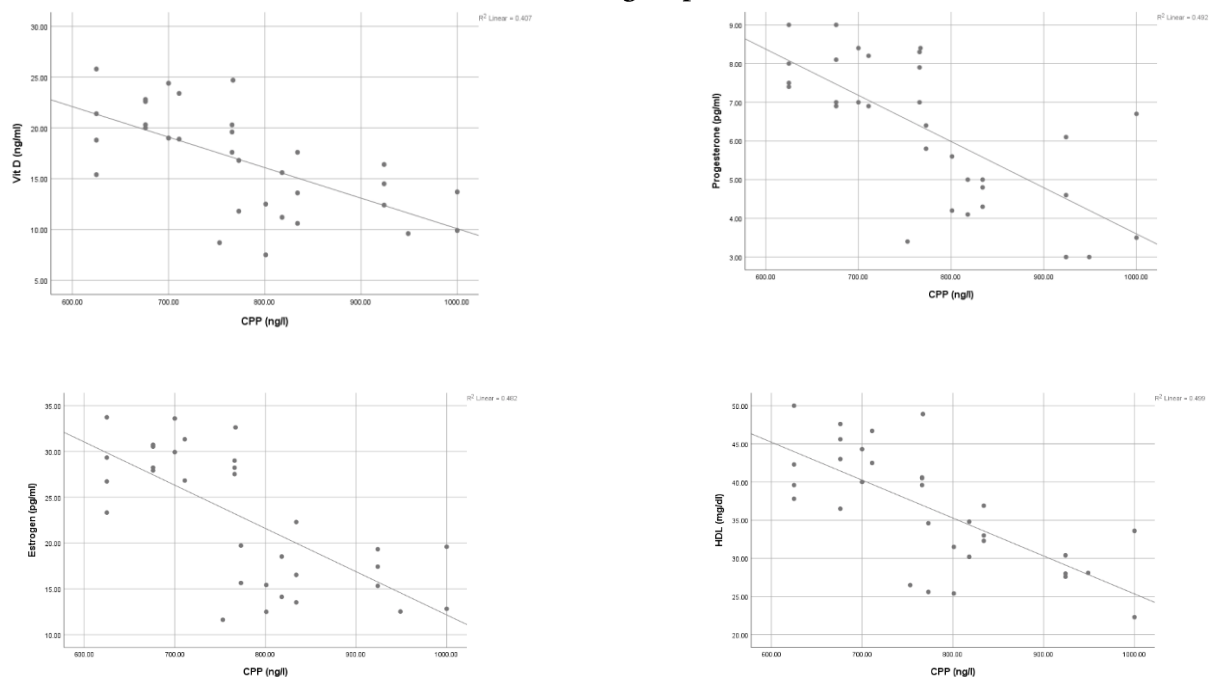 R² Linear = 0.407
30.00
25.00
20.00
15.00
10.00
5.00
Vit D (ng/ml)
600.00 700.00 800.00 900.00 1000.00
CPP (ng/l)
R² Linear = 0.492
9.00
8.00
7.00
6.00
5.00
4.00
3.00
Progesterone (pg/ml)
600.00 700.00 800.00 900.00 1000.00
CPP (ng/l)
R² Linear = 0.462
35.00
30.00
25.00
20.00
15.00
10.00
Estrogen (pg/ml)
600.00 700.00 800.00 900.00 1000.00
CPP (ng/l)
R² Linear =
50.00
45.00
40.00
35.00
30.00
25.00
20.00
HDL (mg/dl)
600.00 700.00 800.00 900.00 1000.00
CPP (ng/l)